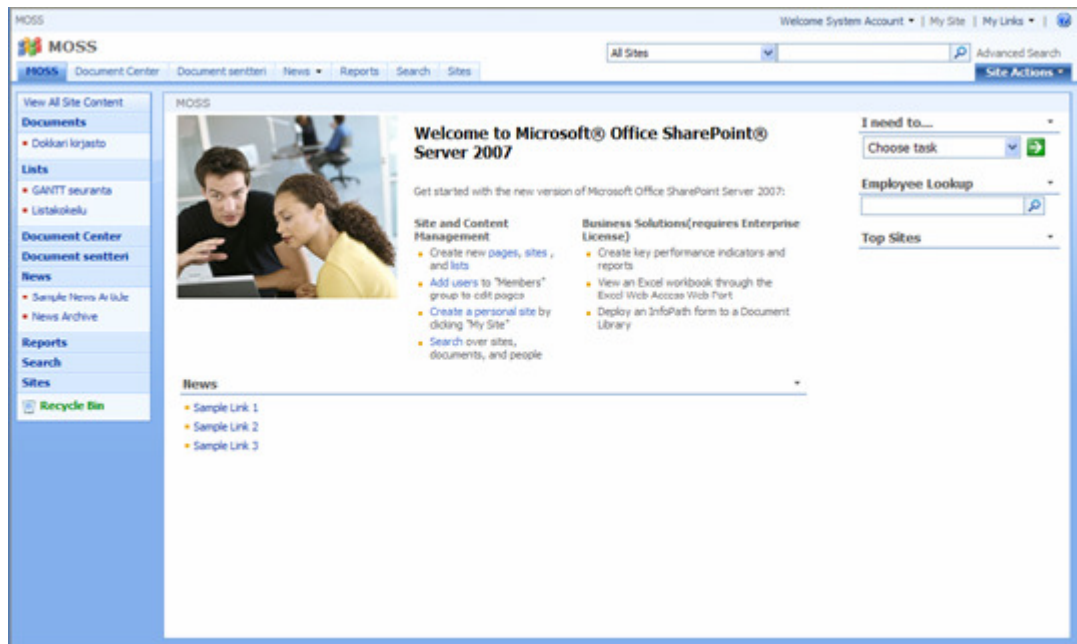 MOSS
Welcome System Account | My Site | My Links |
MOSS
All Sites
Advanced Search
MOSS Document Center Document sentteri News Reports Search Sites
Site Actions
View All Site Content
Documents
Dokkari kirjasto
Lists
GANTT seuranta
Listakokeilu
Document Center
Document sentteri
News
Sample News Article
News Archive
Reports
Search
Sites
Recycle Bin
MOSS
Welcome to Microsoft® Office SharePoint®
Server 2007
Get started with the new version of Microsoft Office SharePoint Server 2007:
Site and Content
Management
Create new pages, sites ,
and lists
Add users to "Members"
group to edit pages
Create a personal site by
clicking "My Site"
Search over sites,
documents, and people
Business Solutions(requires Enterprise
License)
Create key performance indicators and
reports
View an Excel workbook through the
Excel Web Access Web Part
Deploy an InfoPath form to a Document
Library
News
Sample Link 1
Sample Link 2
Sample Link 3
I need to...
Choose task
Employee Lookup
Top Sites